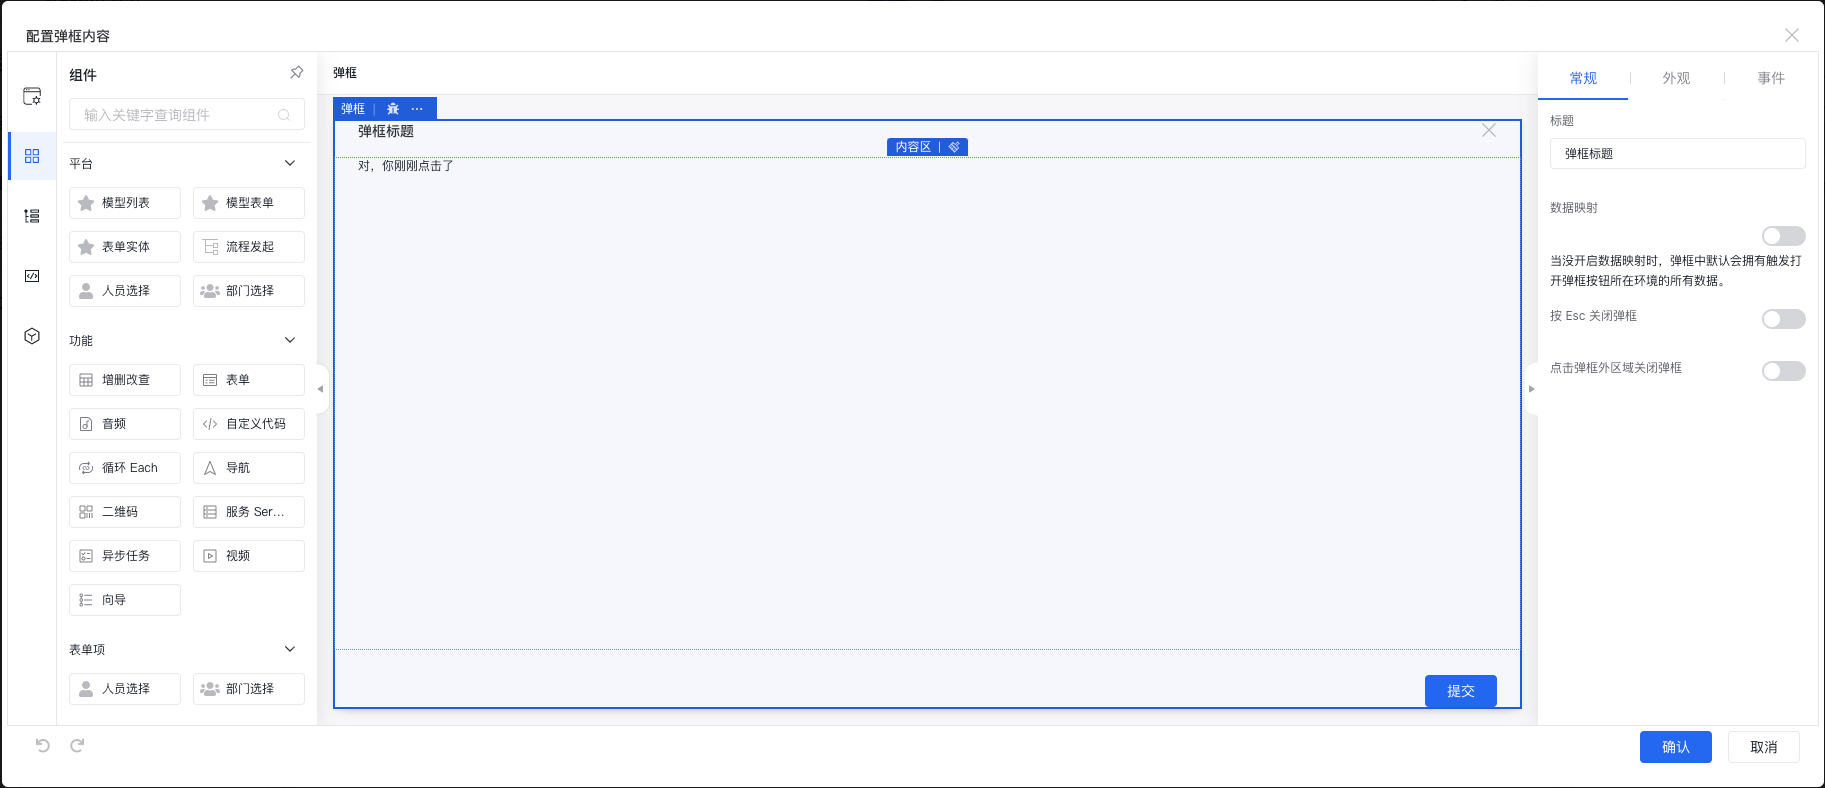 配置弹框内容
组件
输入关键字查询组件
平台
模型列表
模型表单
表单实体
流程发起
人员选择
部门选择
功能
增删改查
表单
音频
自定义代码
循环 Each
导航
二维码
服务 Ser...
异步任务
视频
向导
表单项
人员选择
部门选择
弹框
弹框
弹框标题
内容区
对，你刚刚点击了
提交
常规
外观
事件
标题
弹框标题
数据映射
当没开启数据映射时，弹框中默认会拥有触发打
开弹框按钮所在环境的所有数据。
按 Esc 关闭弹框
点击弹框外区域关闭弹框
确认
取消